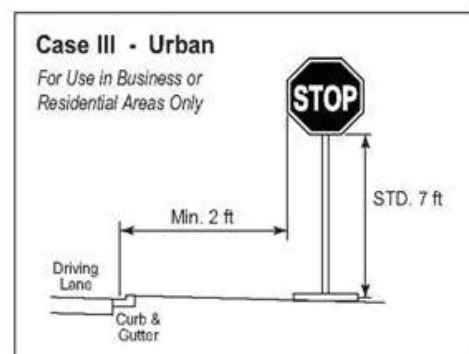 Case III - Urban
For Use in Business or
Residential Areas Only
STOP
Min. 2 ft
STD. 7 ft
Driving
Lane
Curb &
Gutter